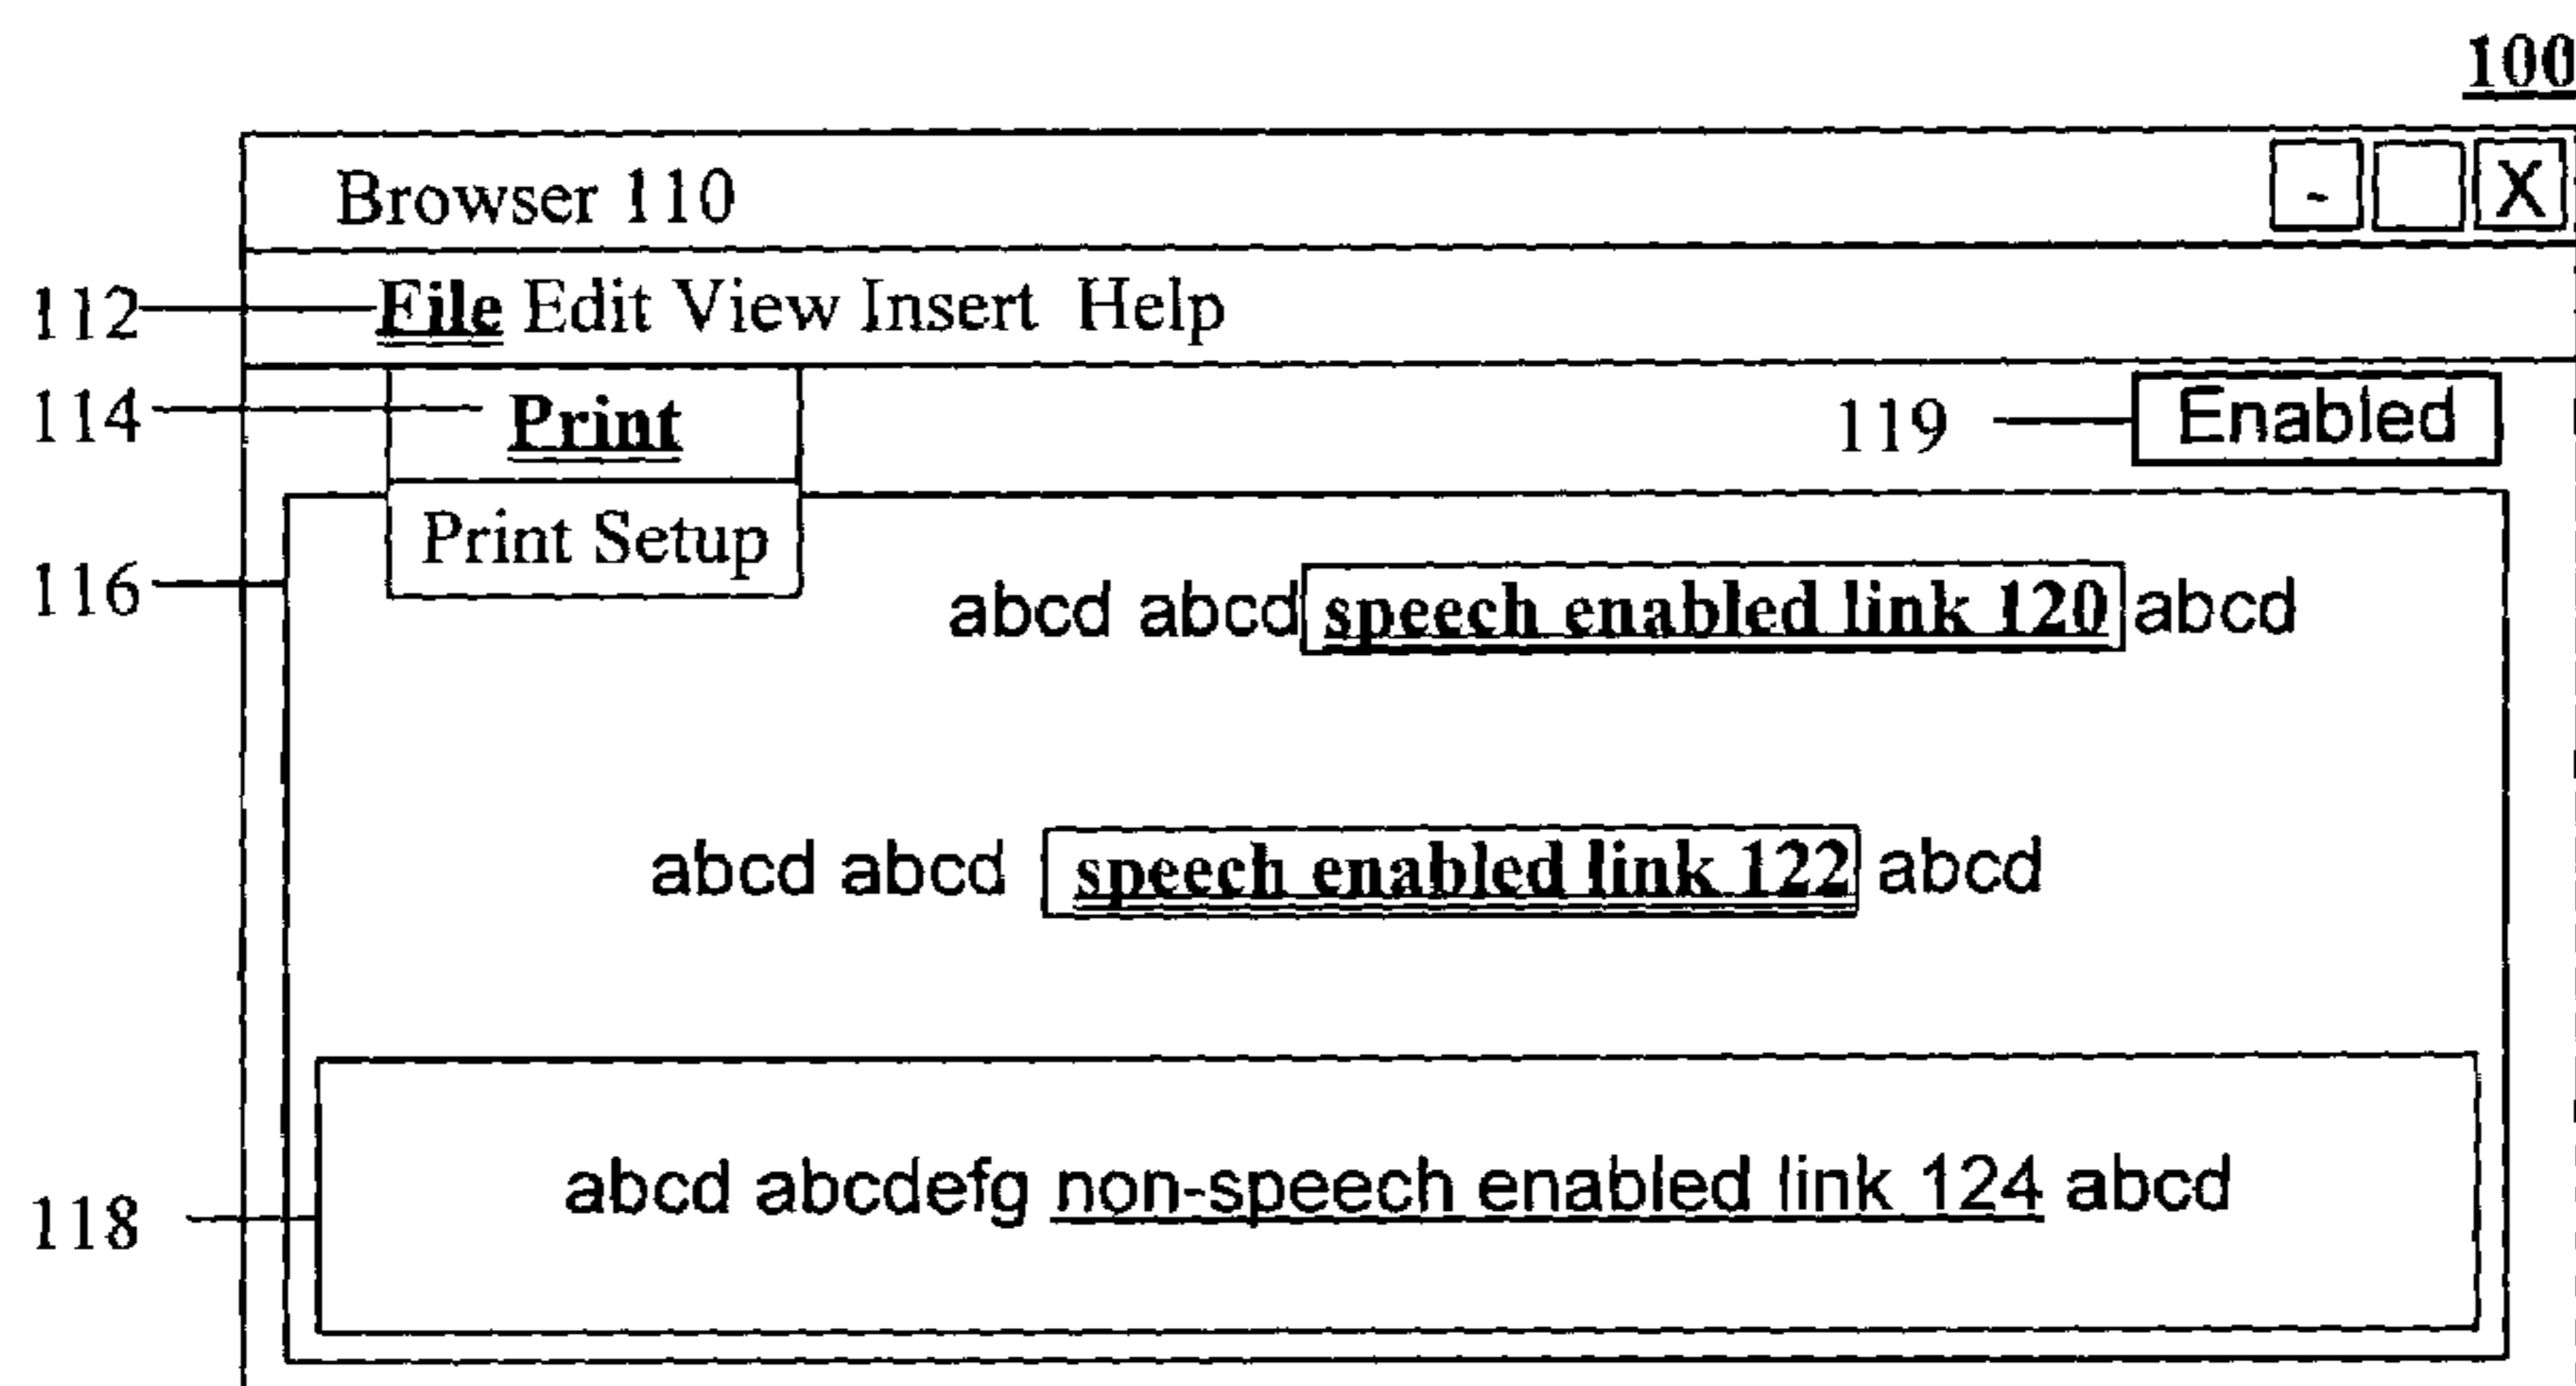 100
Browser 110 - X
112 File Edit View Insert Help
114 Print 119 Enabled
Print Setup
116 abcd abcd speech enabled link 120 abcd
abcd abcd speech enabled link 122 abcd
118 abcd abcdefg non-speech enabled link 124 abcd